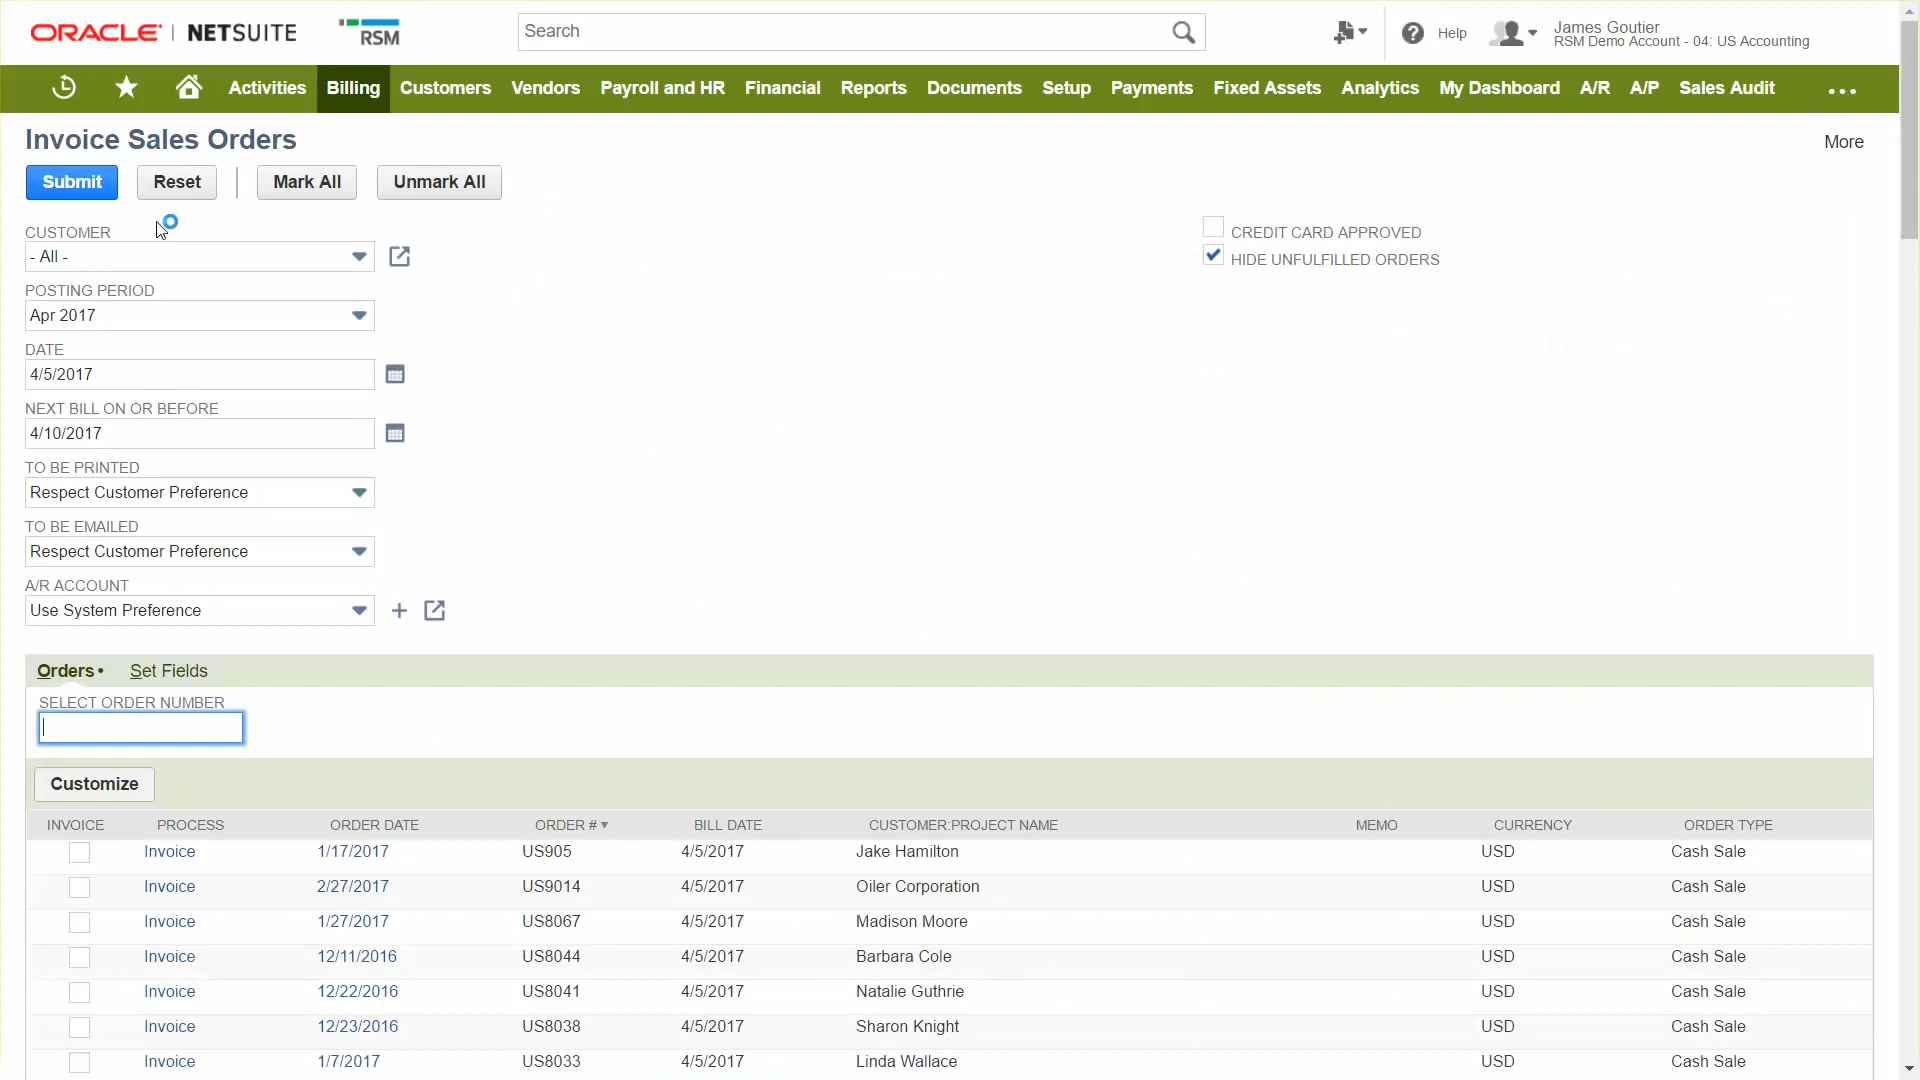 ORACLE | NETSUITE RSM Search Help James Goutier
RSM Demo Account - 04: US Accounting
Activities Billing Customers Vendors Payroll and HR Financial Reports Documents Setup Payments Fixed Assets Analytics My Dashboard A/R A/P Sales Audit ...
Invoice Sales Orders More
Submit Reset Mark All Unmark All
CUSTOMER CREDIT CARD APPROVED
- All - HIDE UNFULFILLED ORDERS
POSTING PERIOD
Apr 2017
DATE
4/5/2017
NEXT BILL ON OR BEFORE
4/10/2017
TO BE PRINTED
Respect Customer Preference
TO BE EMAILED
Respect Customer Preference
A/R ACCOUNT
Use System Preference
Orders • Set Fields
SELECT ORDER NUMBER
Customize
INVOICE PROCESS ORDER DATE ORDER # BILL DATE CUSTOMER:PROJECT NAME MEMO CURRENCY ORDER TYPE
Invoice 1/17/2017 US905 4/5/2017 Jake Hamilton USD Cash Sale
Invoice 2/27/2017 US9014 4/5/2017 Oiler Corporation USD Cash Sale
Invoice 1/27/2017 US8067 4/5/2017 Madison Moore USD Cash Sale
Invoice 12/11/2016 US8044 4/5/2017 Barbara Cole USD Cash Sale
Invoice 12/22/2016 US8041 4/5/2017 Natalie Guthrie USD Cash Sale
Invoice 12/23/2016 US8038 4/5/2017 Sharon Knight USD Cash Sale
Invoice 1/7/2017 US8033 4/5/2017 Linda Wallace USD Cash Sale